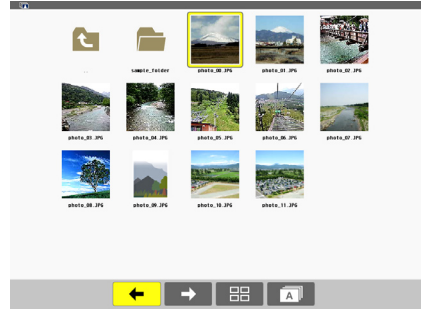 ..
sample_folder
photo_00.JPG
photo_01.JPG
photo_02.JPG
photo_03.JPG
photo_04.JPG
photo_05.JPG
photo_06.JPG
photo_07.JPG
photo_08.JPG
photo_09.JPG
photo_10.JPG
photo_11.JPG
A